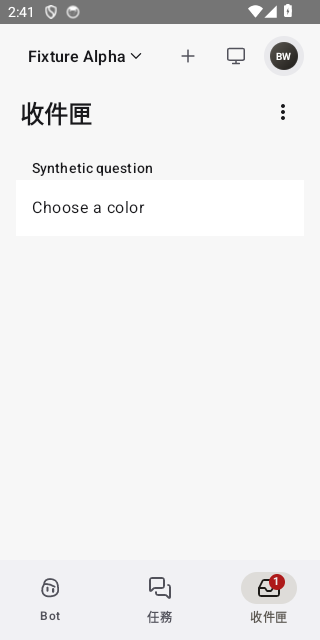 2:41
Fixture Alpha
BW
收件匣
Synthetic question
Choose a color
1
Bot
任務
收件匣